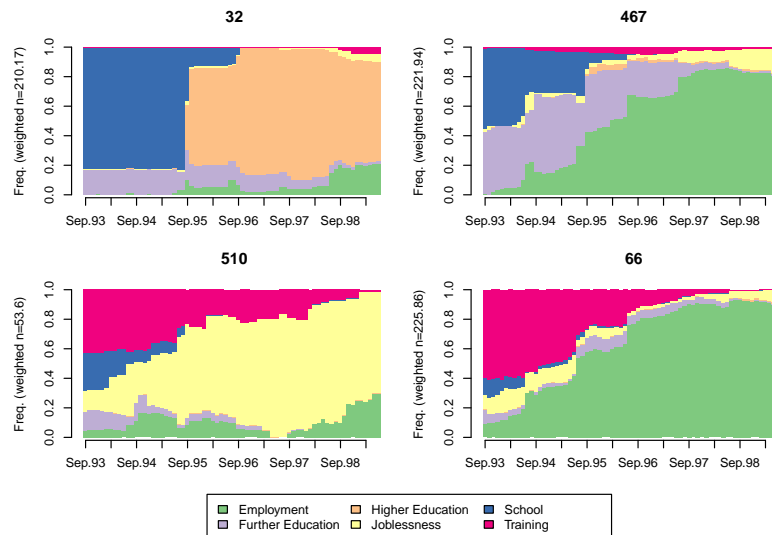 32
467
Freq. (weighted n=210.17)
0.0 0.2 0.4 0.6 0.8 1.0
Sep.93 Sep.94 Sep.95 Sep.96 Sep.97 Sep.98
Freq. (weighted n=221.94)
0.0 0.2 0.4 0.6 0.8 1.0
Sep.93 Sep.94 Sep.95 Sep.96 Sep.97 Sep.98
510
66
Freq. (weighted n=53.6)
0.0 0.2 0.4 0.6 0.8 1.0
Sep.93 Sep.94 Sep.95 Sep.96 Sep.97 Sep.98
Freq. (weighted n=225.86)
0.0 0.2 0.4 0.6 0.8 1.0
Sep.93 Sep.94 Sep.95 Sep.96 Sep.97 Sep.98
Employment Higher Education School
Further Education Joblessness Training